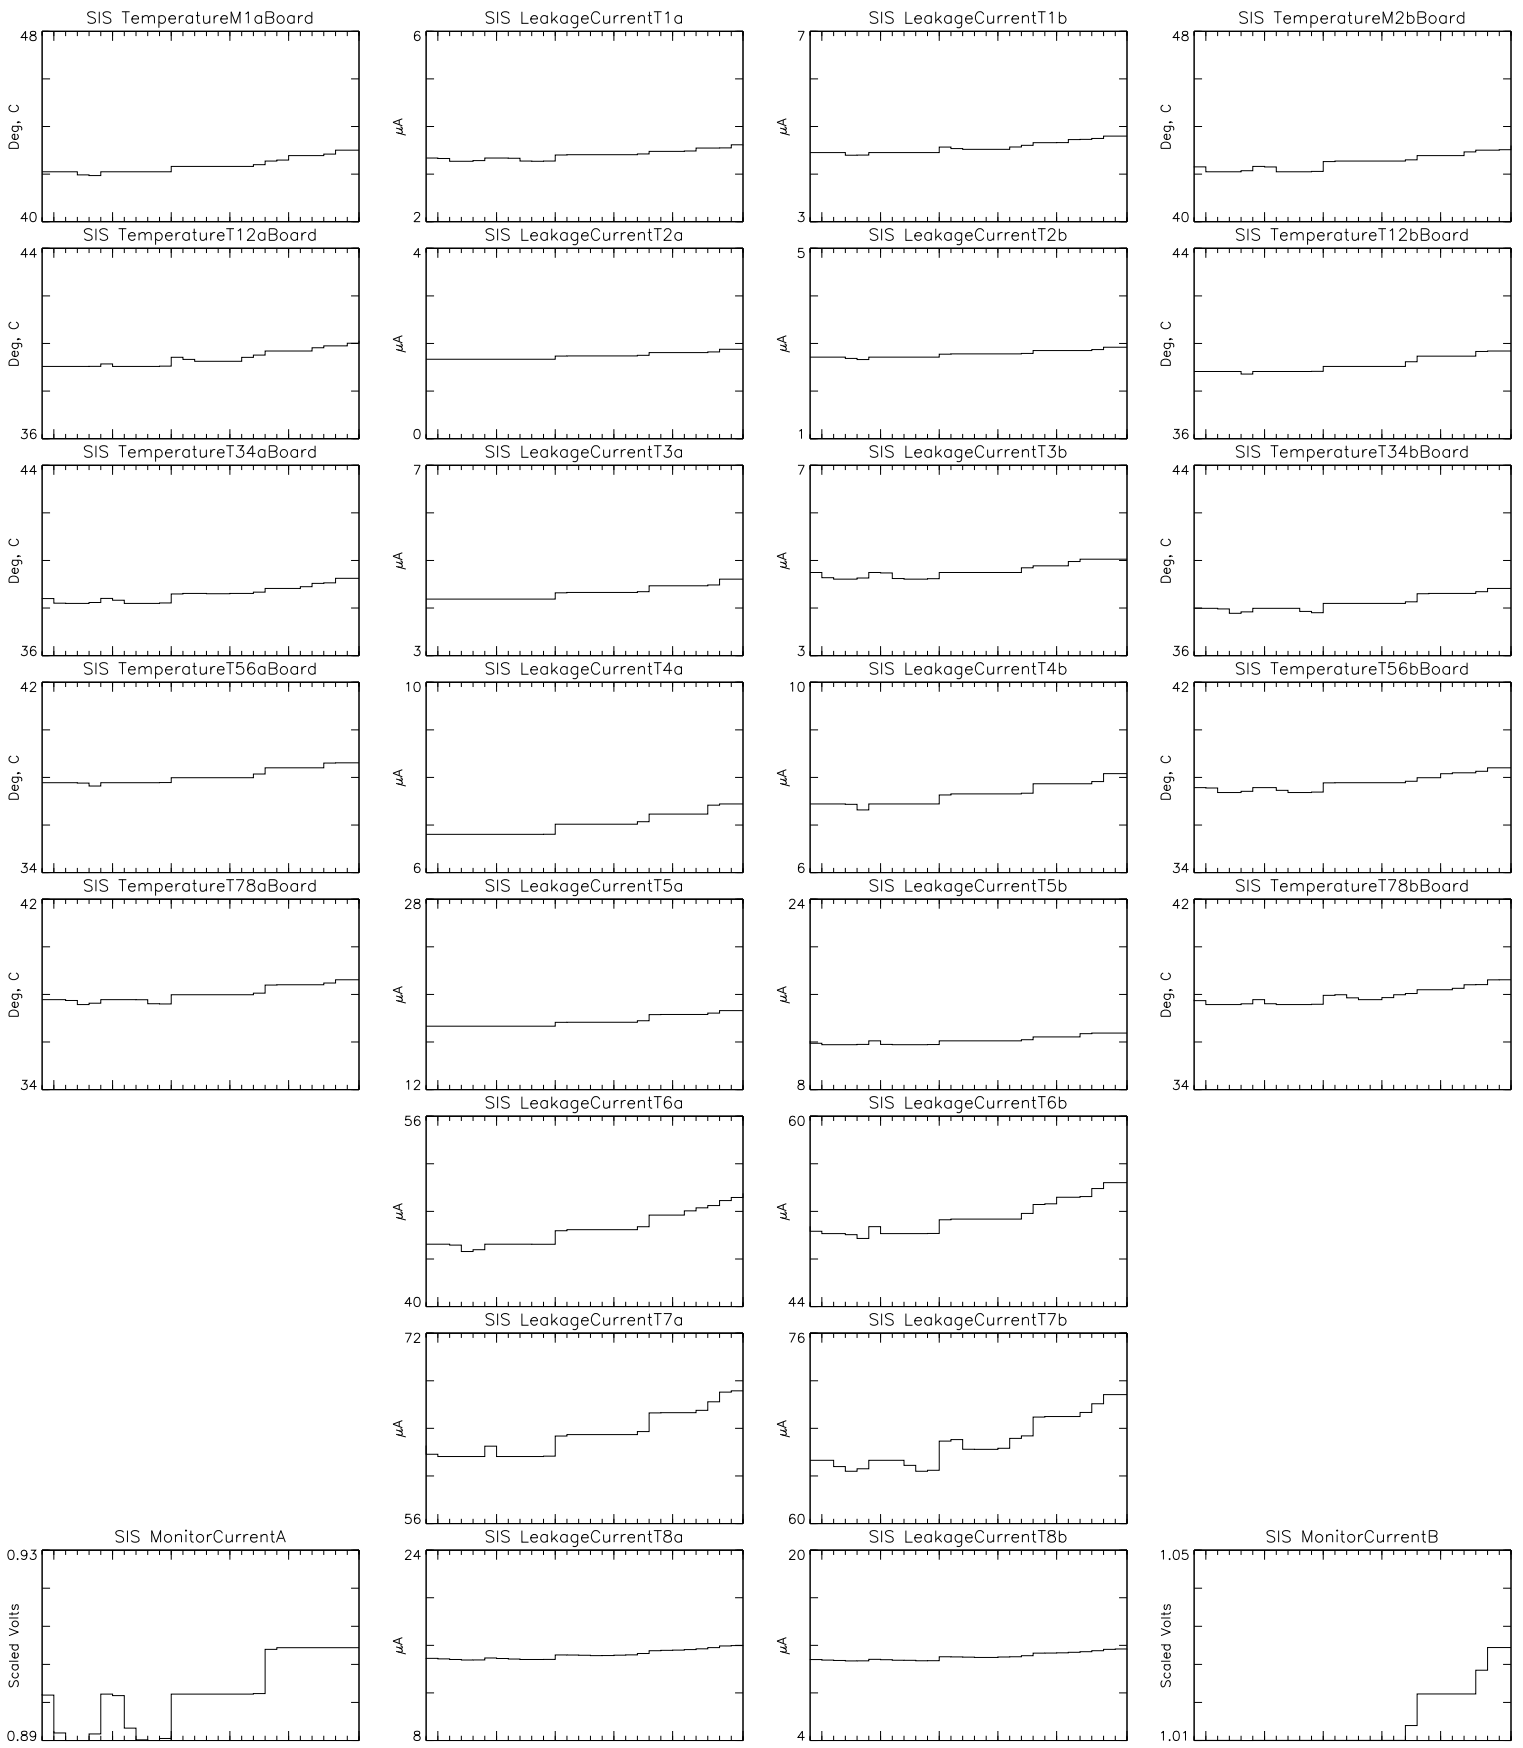 SIS TemperatureM1aBoard
48
Deg, C
40
SIS LeakageCurrentT1a
6
μA
2
SIS LeakageCurrentT1b
7
μA
3
SIS TemperatureM2bBoard
48
Deg, C
40
SIS TemperatureT12aBoard
44
Deg, C
36
SIS LeakageCurrentT2a
4
μA
0
SIS LeakageCurrentT2b
5
μA
1
SIS TemperatureT12bBoard
44
Deg, C
36
SIS TemperatureT34aBoard
44
Deg, C
36
SIS LeakageCurrentT3a
7
μA
3
SIS LeakageCurrentT3b
7
μA
3
SIS TemperatureT34bBoard
44
Deg, C
36
SIS TemperatureT56aBoard
42
Deg, C
34
SIS LeakageCurrentT4a
10
μA
6
SIS LeakageCurrentT4b
10
μA
6
SIS TemperatureT56bBoard
42
Deg, C
34
SIS TemperatureT78aBoard
42
Deg, C
34
SIS LeakageCurrentT5a
28
μA
12
SIS LeakageCurrentT5b
24
μA
8
SIS TemperatureT78bBoard
42
Deg, C
34
SIS LeakageCurrentT6a
56
μA
40
SIS LeakageCurrentT6b
60
μA
44
SIS LeakageCurrentT7a
72
μA
56
SIS LeakageCurrentT7b
76
μA
60
SIS MonitorCurrentA
0.93
Scaled Volts
0.89
SIS LeakageCurrentT8a
24
μA
8
SIS LeakageCurrentT8b
20
μA
4
SIS MonitorCurrentB
1.05
Scaled Volts
1.01